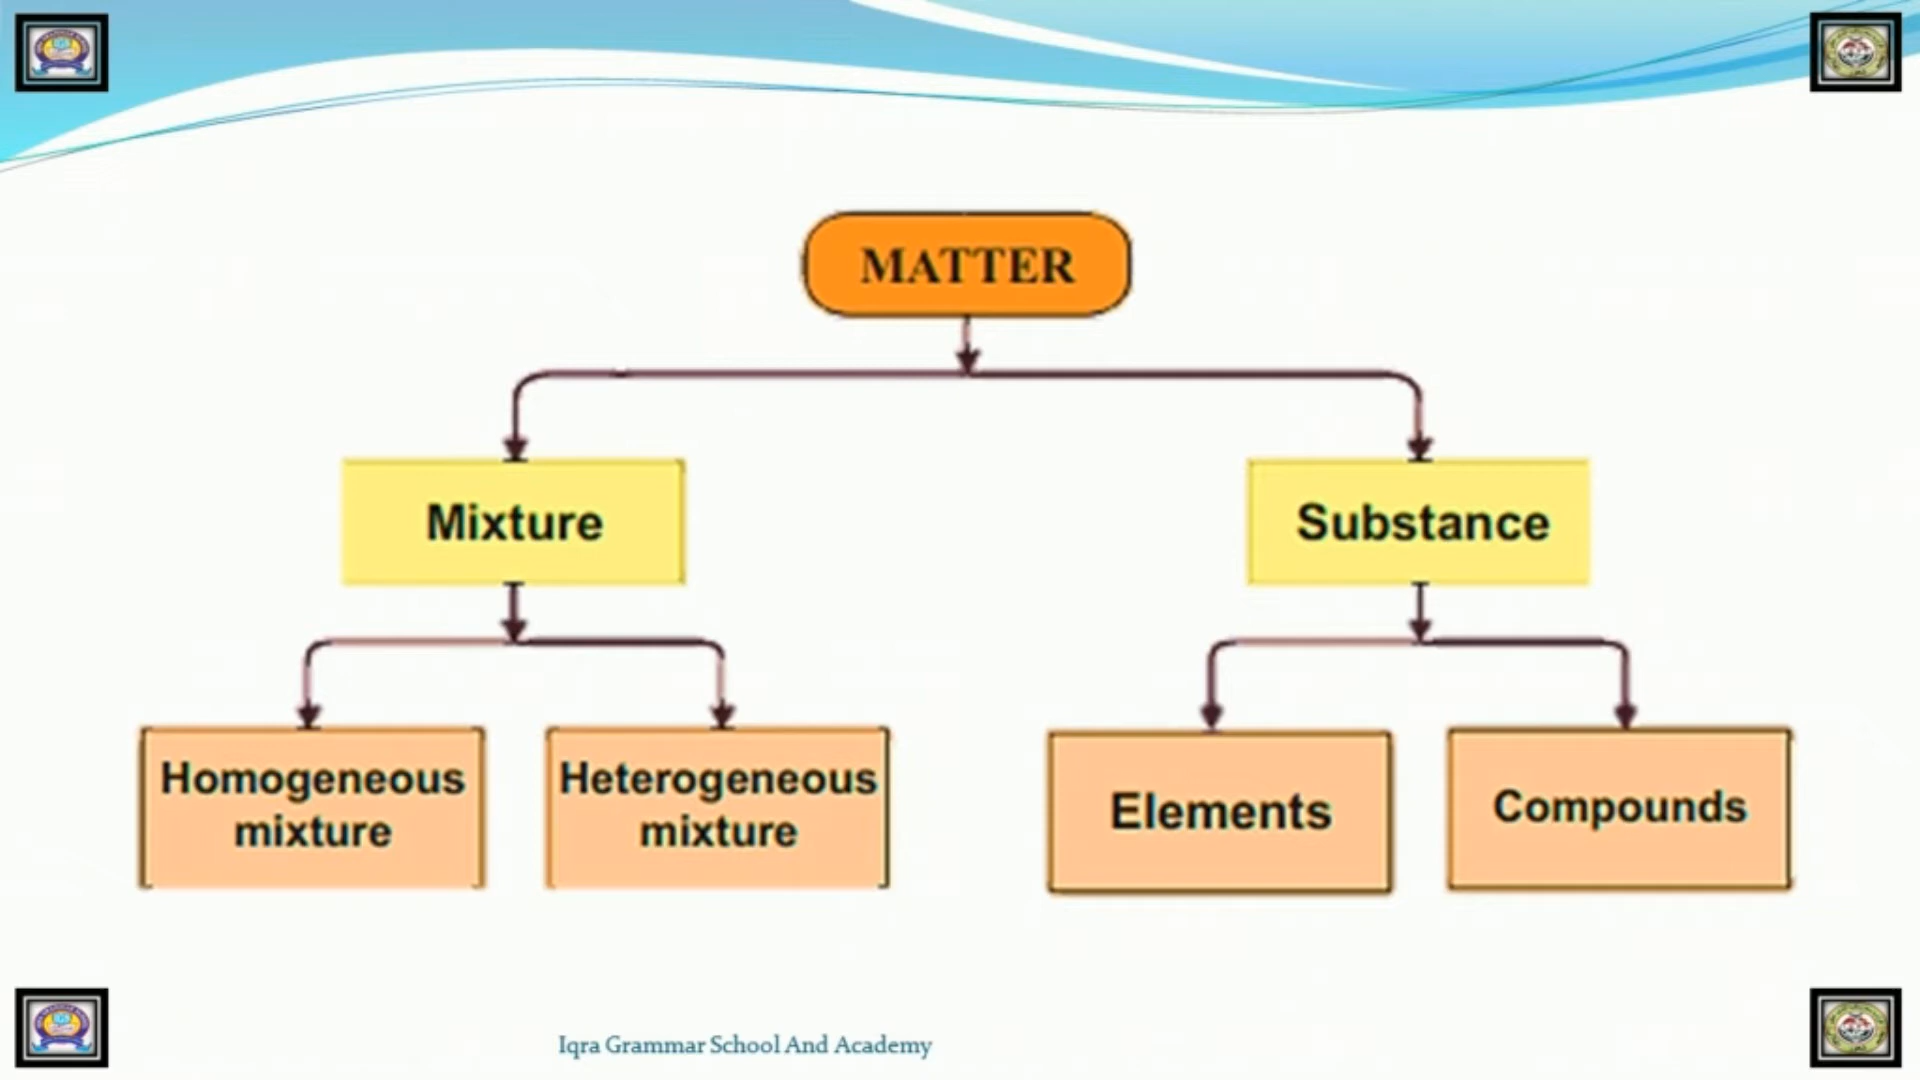 MATTER
Mixture
Substance
Homogeneous
mixture
Heterogeneous
mixture
Elements
Compounds
Iqra Grammar School And Academy